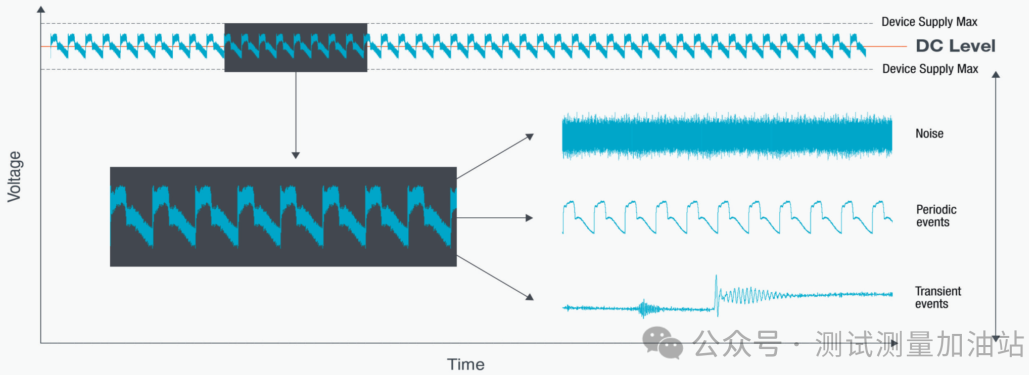 Device Supply Max
DC Level
Device Supply Max
Voltage
Noise
Periodic
events
Transient
events
公众号 · 测试测量加油站
Time